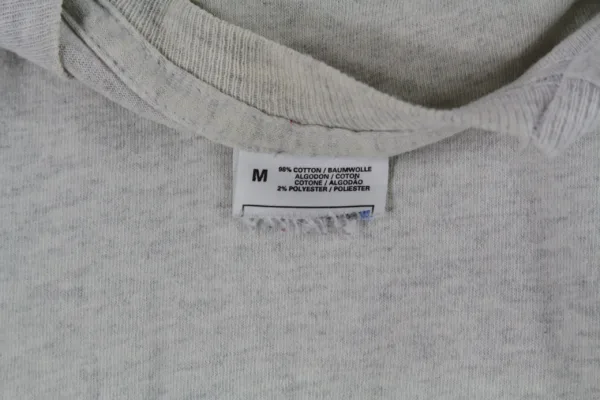 M
98% COTTON / BAUMWOLLE
ALGODON / COTON
COTONE / ALGODÃO
2% POLYESTER / POLIESTER